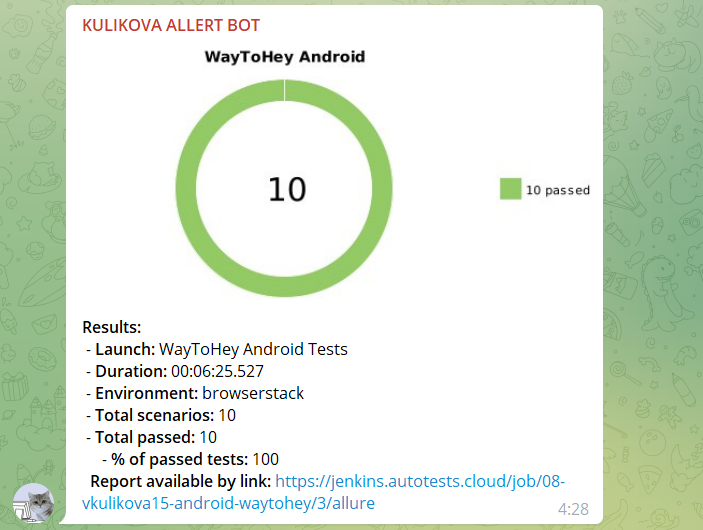 KULIKOVA ALLERT BOT
WayToHey Android
10
10 passed
Results:
- Launch: WayToHey Android Tests
- Duration: 00:06:25.527
- Environment: browserstack
- Total scenarios: 10
- Total passed: 10
- % of passed tests: 100
Report available by link: https://jenkins.autotests.cloud/job/08-
vkulikova15-android-waytohey/3/allure
4:28